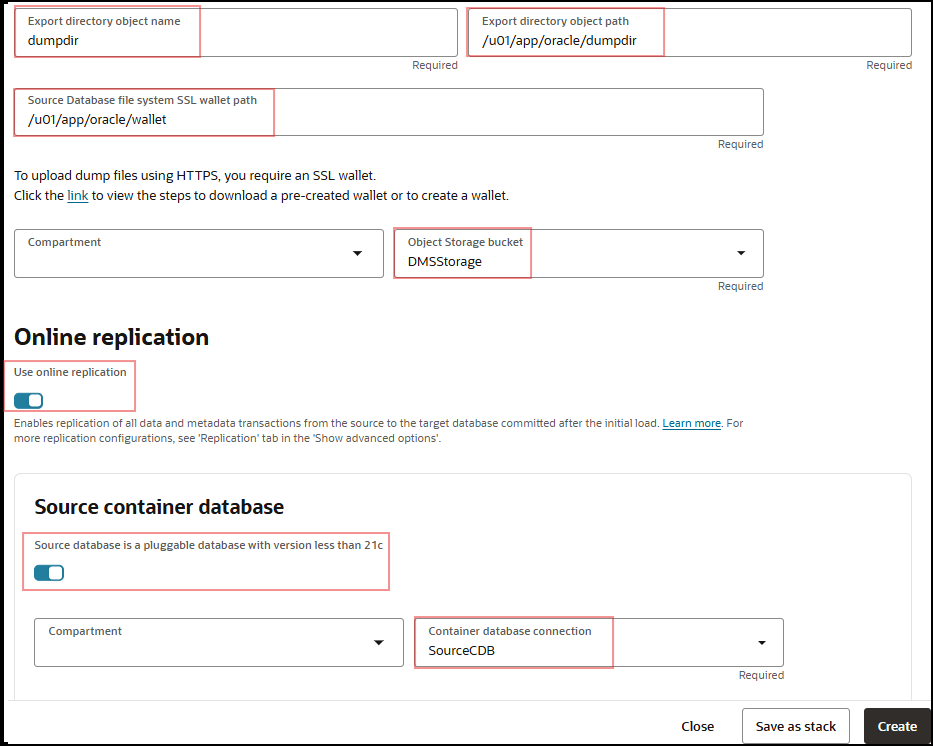 Export directory object name
dumpdir
Required
Export directory object path
/u01/app/oracle/dumpdir
Required
Source Database file system SSL wallet path
/u01/app/oracle/wallet
Required
To upload dump files using HTTPS, you require an SSL wallet.
Click the link to view the steps to download a pre-created wallet or to create a wallet.
Compartment
Object Storage bucket
DMSStorage
Required
Online replication
Use online replication
Enables replication of all data and metadata transactions from the source to the target database committed after the initial load. Learn more. For
more replication configurations, see 'Replication' tab in the 'Show advanced options'.
Source container database
Source database is a pluggable database with version less than 21c
Compartment
Container database connection
SourceCDB
Required
Close
Save as stack
Create